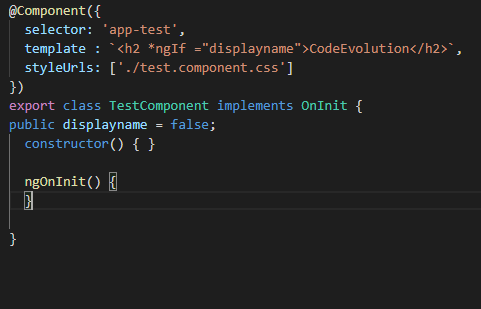 @Component({
  selector: 'app-test',
  template : `<h2 *ngIf ="displayname">CodeEvolution</h2>`,
  styleUrls: ['./test.component.css']
})
export class TestComponent implements OnInit {
public displayname = false;
  constructor() { }
  ngOnInit() {
  }
}